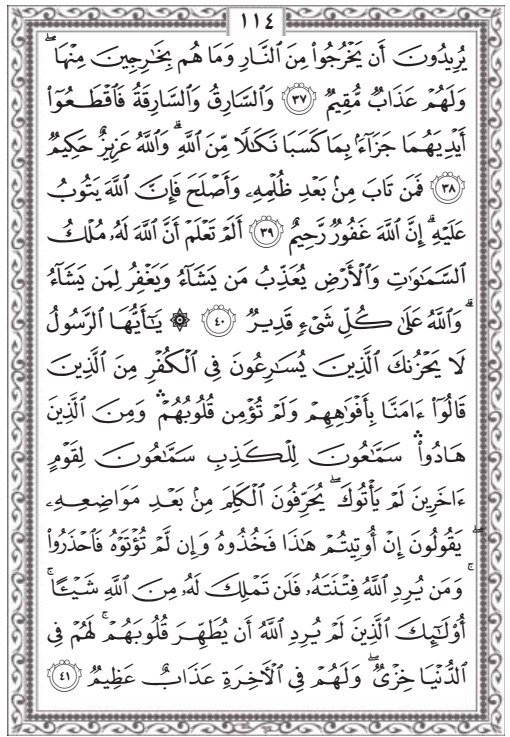 ١١٤
يُرِيدُونَ أَن يَخْرُجُوا۟ مِنَ ٱلنَّارِ وَمَا هُم بِخَٰرِجِينَ مِنْهَا ۖ
وَلَهُمْ عَذَابٌ مُّقِيمٌ ٣٧ وَٱلسَّارِقُ وَٱلسَّارِقَةُ فَٱقْطَعُوٓا۟
أَيْدِيَهُمَا جَزَآءًۢ بِمَا كَسَبَا نَكَٰلًا مِّنَ ٱللَّهِ ۗ وَٱللَّهُ عَزِيزٌ حَكِيمٌ
٣٨ فَمَن تَابَ مِنۢ بَعْدِ ظُلْمِهِۦ وَأَصْلَحَ فَإِنَّ ٱللَّهَ يَتُوبُ
عَلَيْهِ ۗ إِنَّ ٱللَّهَ غَفُورٌ رَّحِيمٌ ٣٩ أَلَمْ تَعْلَمْ أَنَّ ٱللَّهَ لَهُۥ مُلْكُ
ٱلسَّمَٰوَٰتِ وَٱلْأَرْضِ يُعَذِّبُ مَن يَشَآءُ وَيَغْفِرُ لِمَن يَشَآءُ
ۗ وَٱللَّهُ عَلَىٰ كُلِّ شَىْءٍ قَدِيرٌ ٤٠ ۞ يَٰٓأَيُّهَا ٱلرَّسُولُ
لَا يَحْزُنكَ ٱلَّذِينَ يُسَٰرِعُونَ فِى ٱلْكُفْرِ مِنَ ٱلَّذِينَ
قَالُوٓا۟ ءَامَنَّا بِأَفْوَٰهِهِمْ وَلَمْ تُؤْمِن قُلُوبُهُمْ ۛ وَمِنَ ٱلَّذِينَ
هَادُوا۟ ۛ سَمَّٰعُونَ لِلْكَذِبِ سَمَّٰعُونَ لِقَوْمٍ
ءَاخَرِينَ لَمْ يَأْتُوكَ ۖ يُحَرِّفُونَ ٱلْكَلِمَ مِنۢ بَعْدِ مَوَاضِعِهِۦ
ۖ يَقُولُونَ إِنْ أُوتِيتُمْ هَٰذَا فَخُذُوهُ وَإِن لَّمْ تُؤْتَوْهُ فَٱحْذَرُوا۟
ۚ وَمَن يُرِدِ ٱللَّهُ فِتْنَتَهُۥ فَلَن تَمْلِكَ لَهُۥ مِنَ ٱللَّهِ شَيْـًٔا ۚ
أُو۟لَٰٓئِكَ ٱلَّذِينَ لَمْ يُرِدِ ٱللَّهُ أَن يُطَهِّرَ قُلُوبَهُمْ ۚ لَهُمْ فِى
ٱلدُّنْيَا خِزْىٌ ۖ وَلَهُمْ فِى ٱلْءَاخِرَةِ عَذَابٌ عَظِيمٌ ٤١